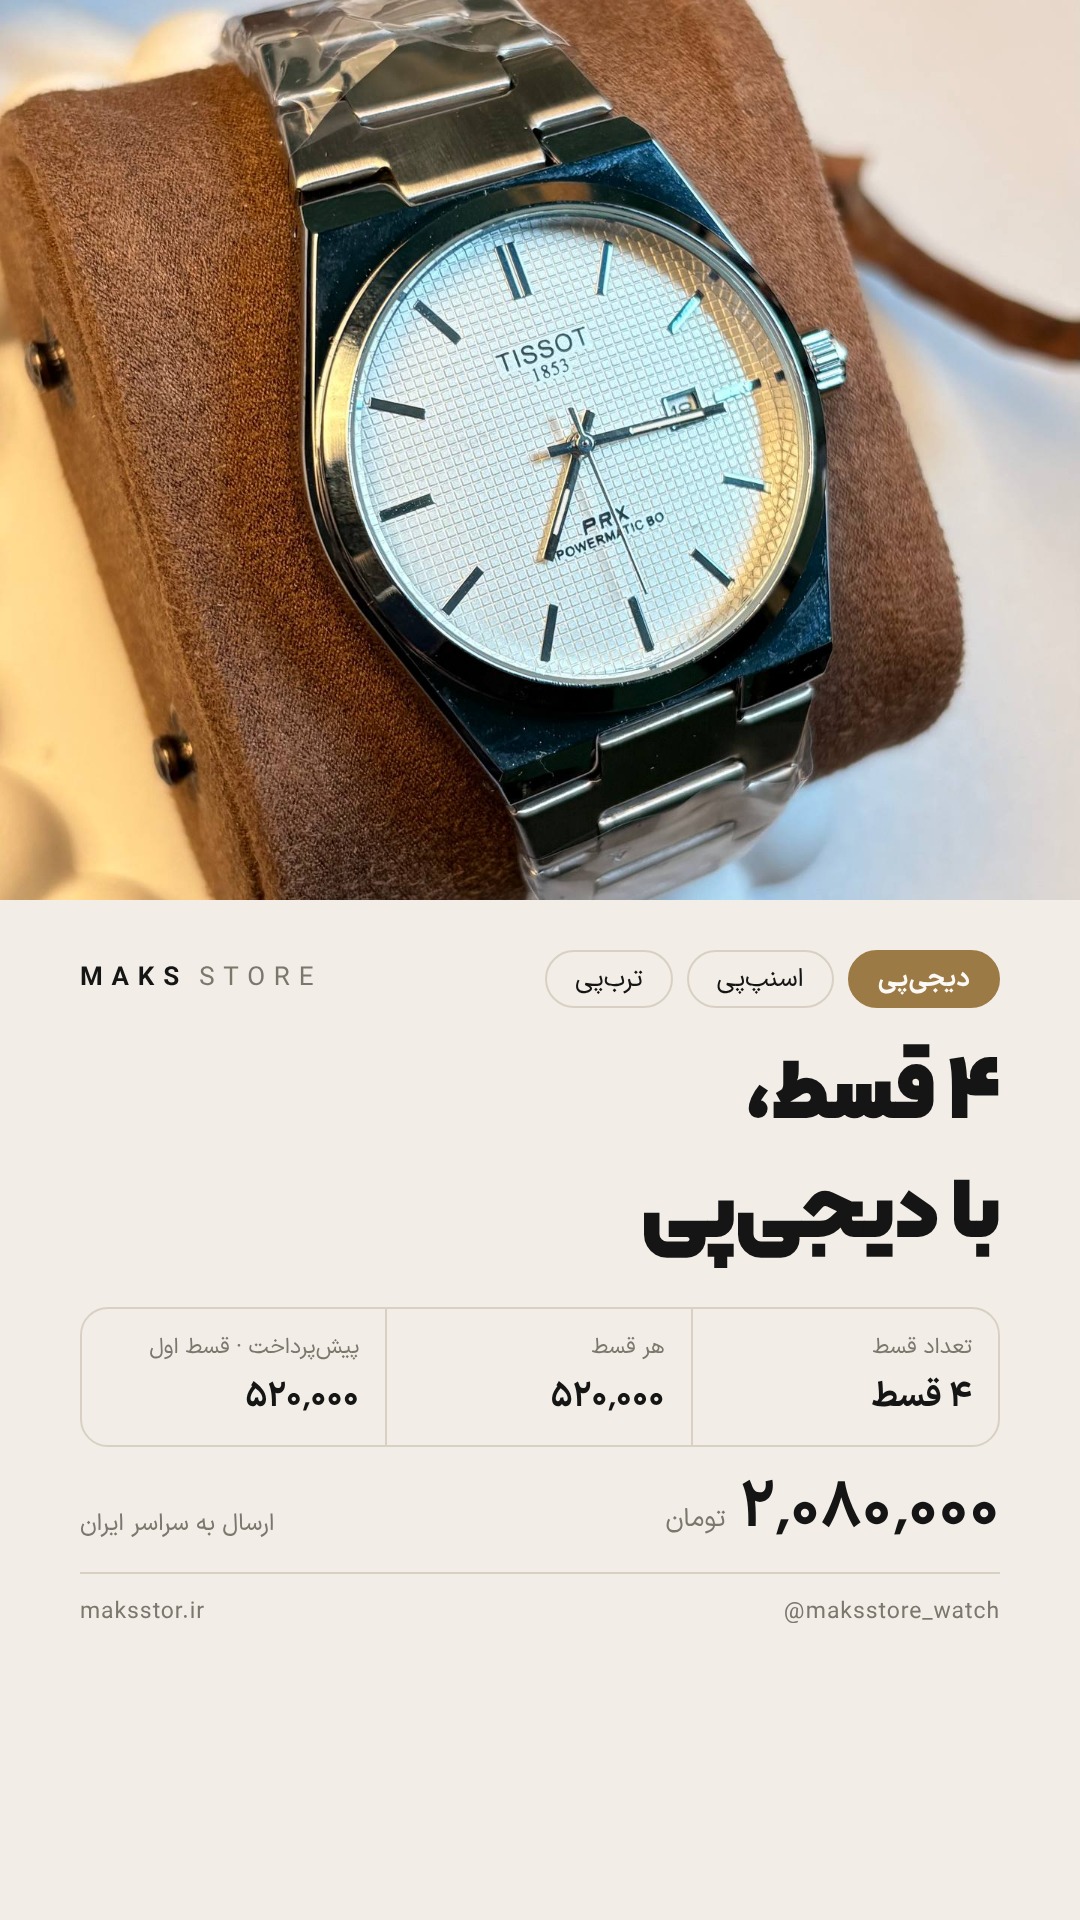 TISSOT
1853
PRX
POWERMATIC 80
MAKS STORE
دیجی‌پی
اسنپ‌پی
ترب‌پی
۴ قسط،
با دیجی‌پی
تعداد قسط
۴ قسط
هر قسط
۵۲۰,۰۰۰
پیش‌پرداخت · قسط اول
۵۲۰,۰۰۰
۲,۰۸۰,۰۰۰ تومان
ارسال به سراسر ایران
@maksstore_watch
maksstor.ir